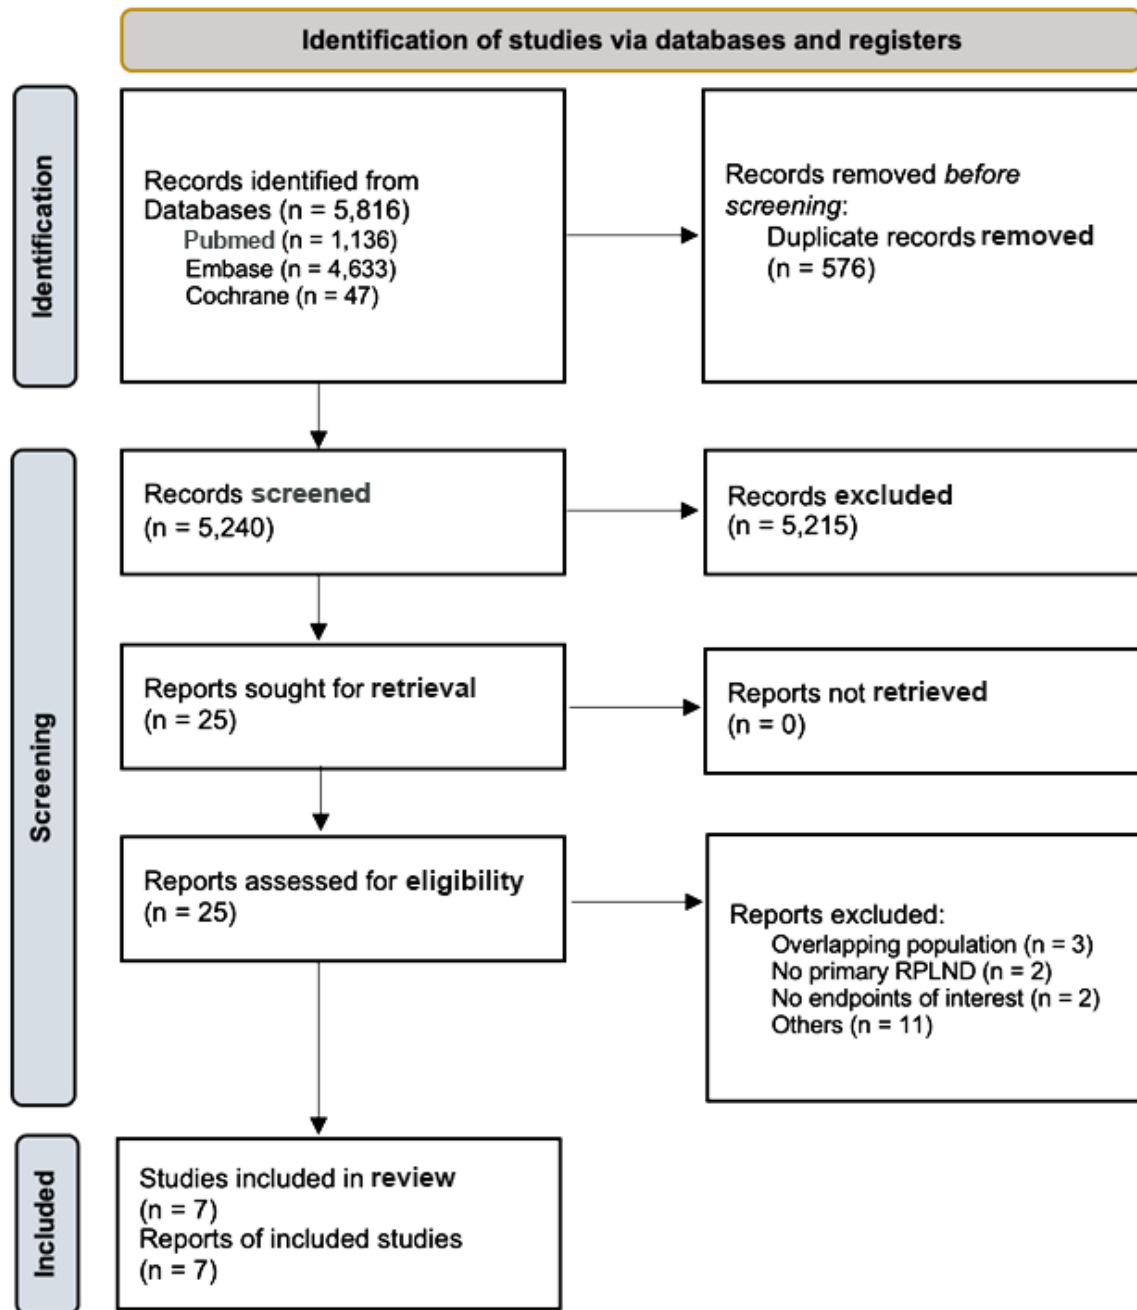 Identification of studies via databases and registers
Identification
Records identified from
Databases (n = 5,816)
Pubmed (n = 1,136)
Embase (n = 4,633)
Cochrane (n = 47)
Records removed before
screening:
Duplicate records removed
(n = 576)
Screening
Records screened
(n = 5,240)
Records excluded
(n = 5,215)
Reports sought for retrieval
(n = 25)
Reports not retrieved
(n = 0)
Reports assessed for eligibility
(n = 25)
Reports excluded:
Overlapping population (n = 3)
No primary RPLND (n = 2)
No endpoints of interest (n = 2)
Others (n = 11)
Included
Studies included in review
(n = 7)
Reports of included studies
(n = 7)